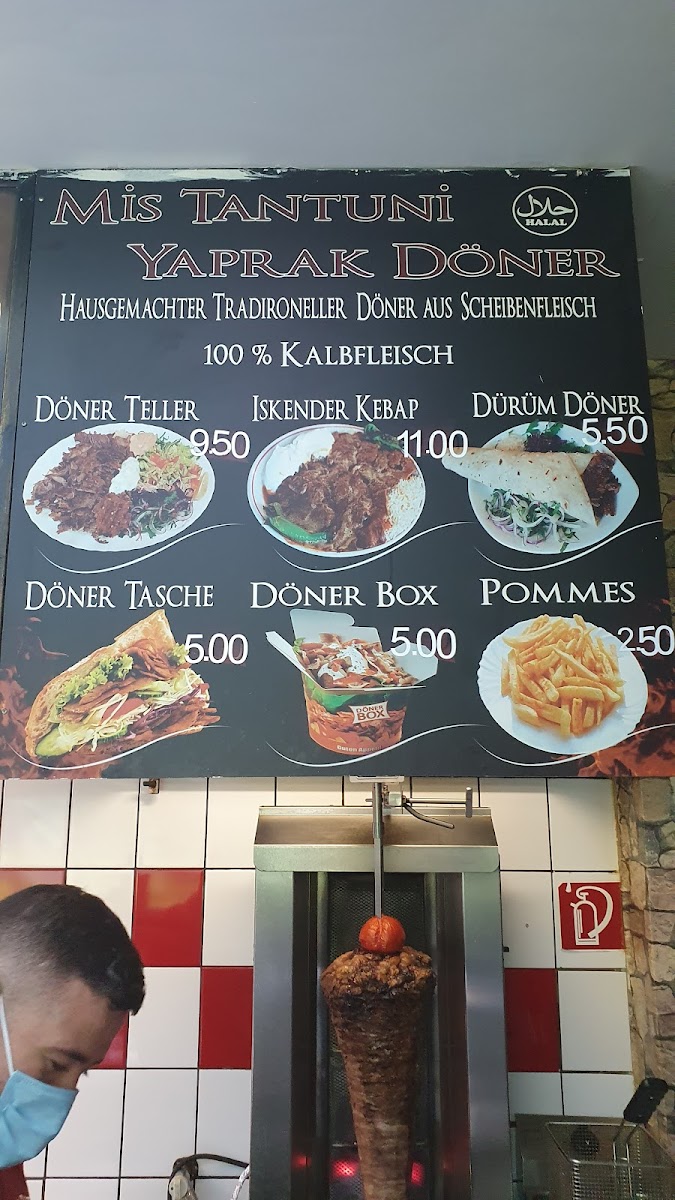 Mis Tantuni
حلال
HALAL
Yaprak Döner
Hausgemachter Tradironeller Döner aus Scheibenfleisch
100 % Kalbfleisch
Döner Teller
9.50
Iskender Kebap
11.00
Dürüm Döner
5.50
Döner Tasche
5.00
Döner Box
5.00
DÖNER
BOX
Pommes
2.50